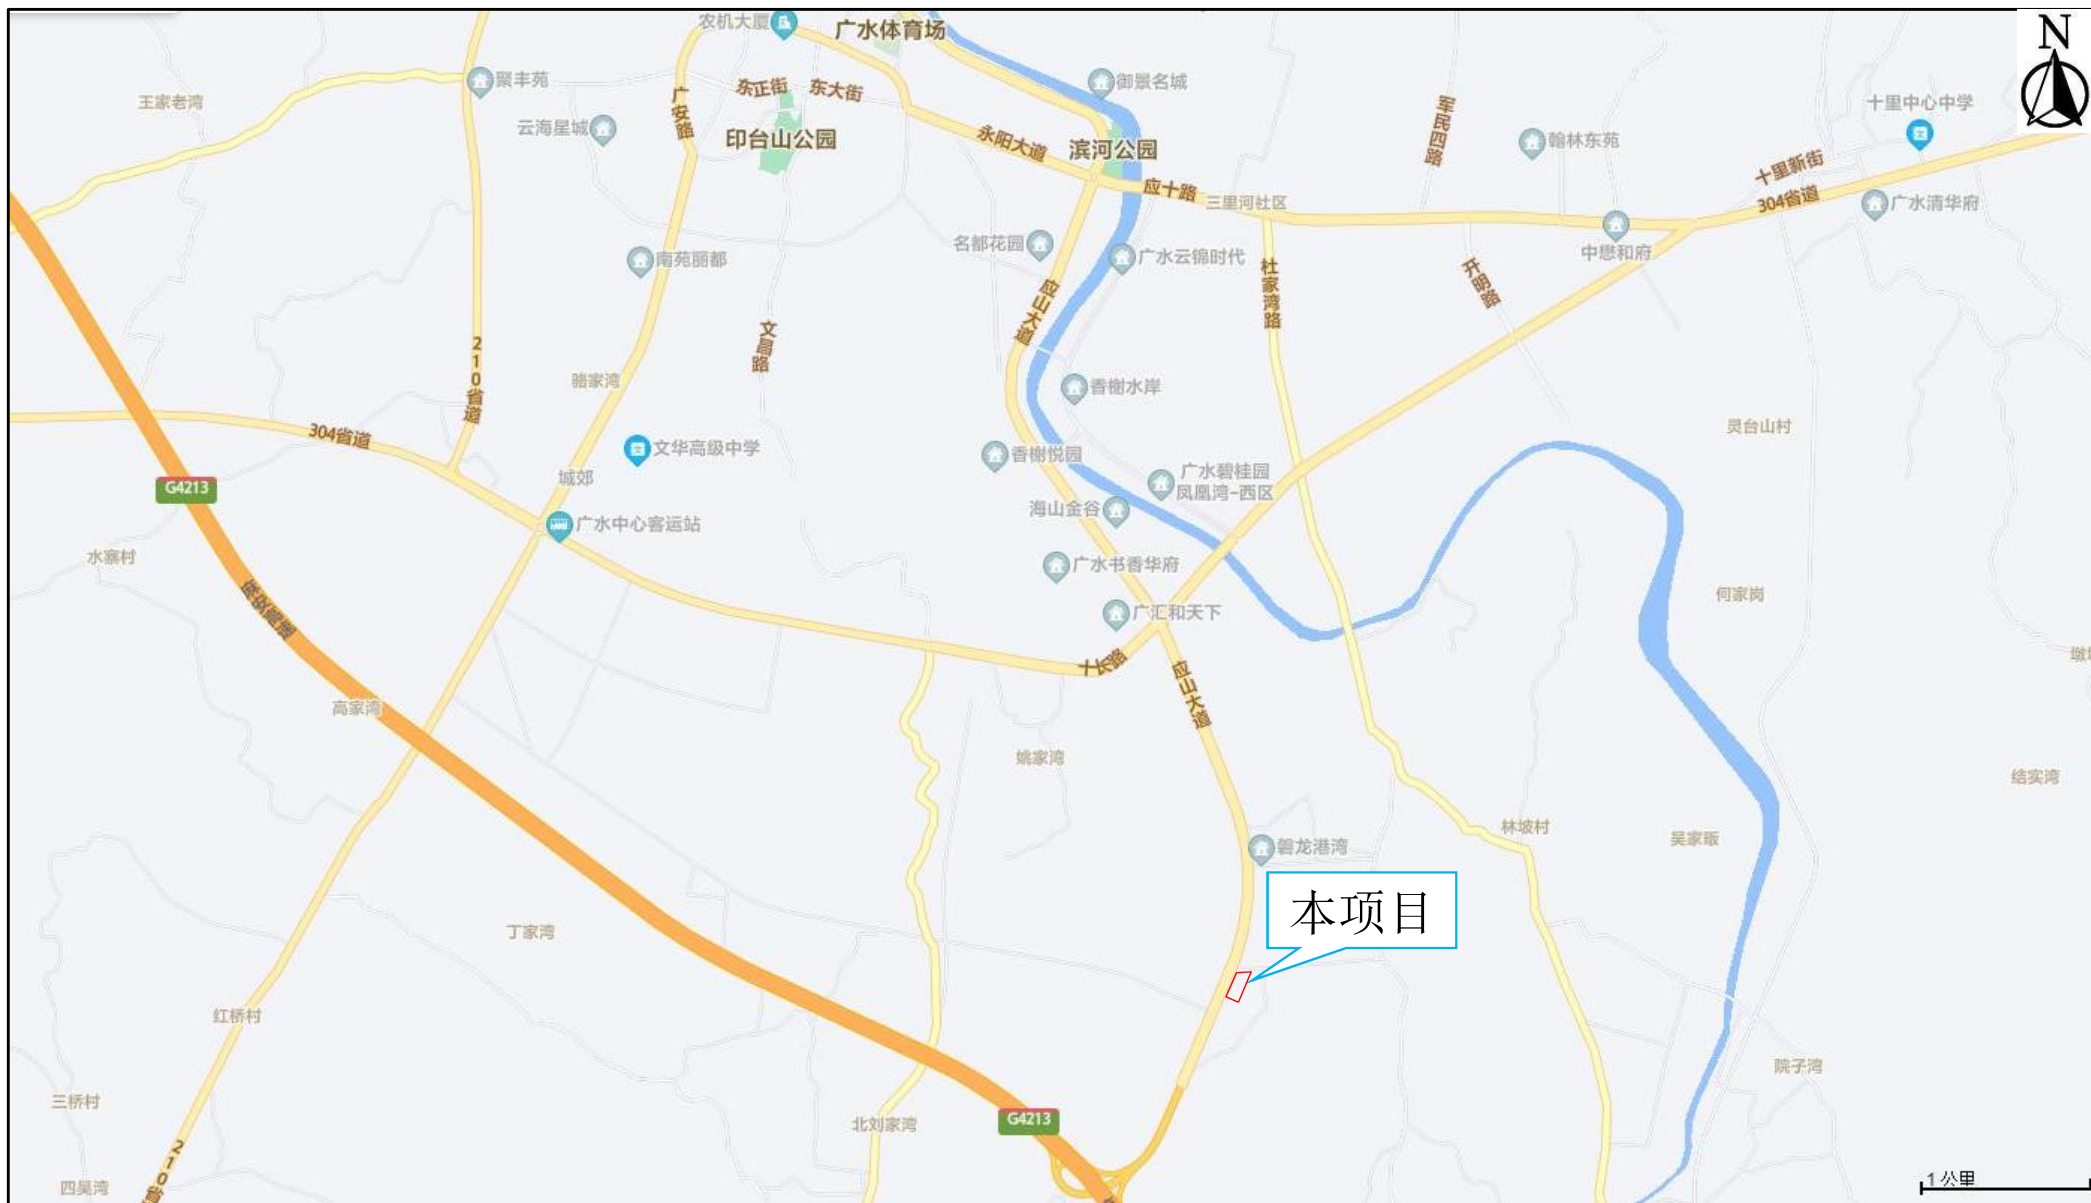 农机大厦
广水体育场
N
聚丰苑
御景名城
王家老湾
东正街
东大街
广安路
军民四路
十里中心中学
云海星城
印台山公园
永阳大道
滨河公园
翰林东苑
十里新街
应十路
三里河社区
304省道
广水清华府
名都花园
广水云锦时代
中懋和府
南苑丽都
杜家湾路
开明路
应山大道
文昌路
210省道
骆家湾
香榭水岸
304省道
文华高级中学
香榭悦园
灵台山村
广水碧桂园
凤凰湾-西区
G4213
城郊
海山金谷
广水中心客运站
水寨村
广水书香华府
何家岗
广汇和天下
十长路
应山大道
高家湾
姚家湾
结实湾
林坡村
吴家畈
磐龙港湾
本项目
丁家湾
红桥村
院子湾
三桥村
北刘家湾
G4213
210省
四吴湾
1 公里